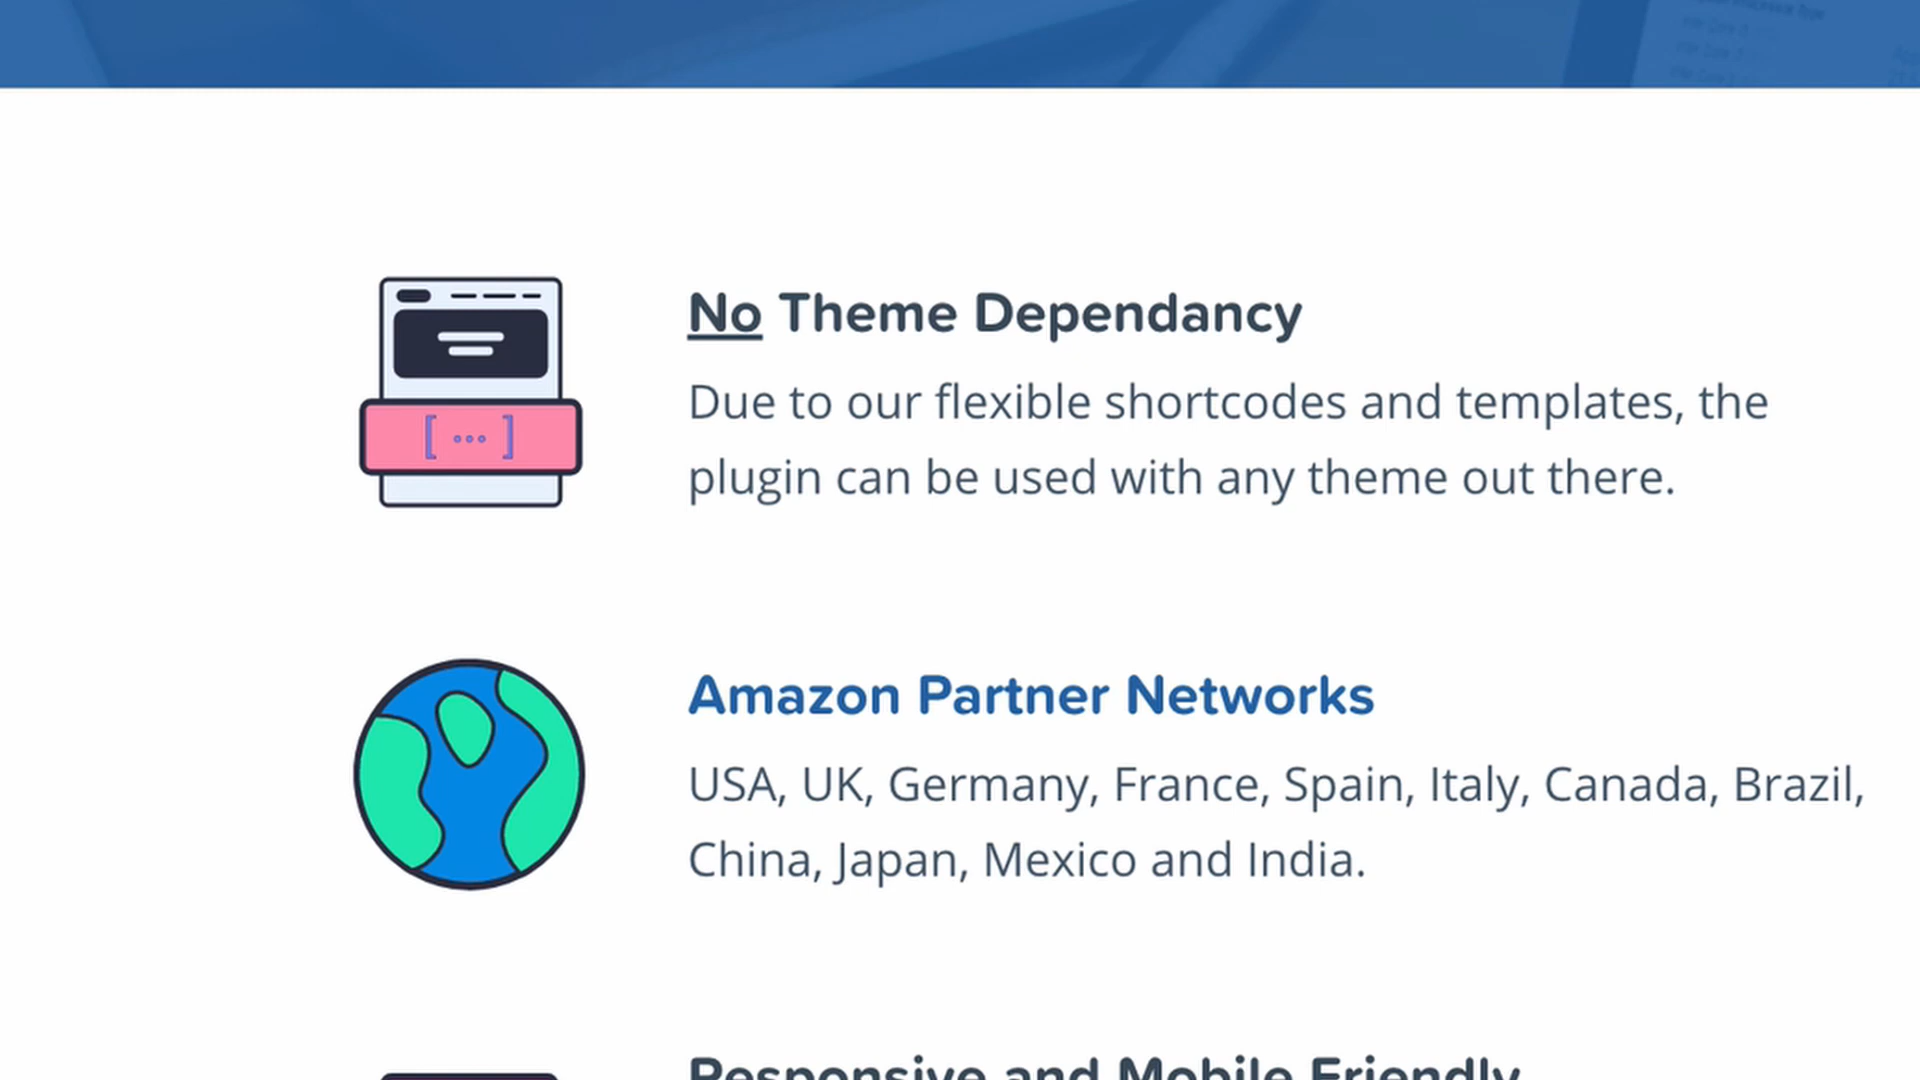 No Theme Dependancy
Due to our flexible shortcodes and templates, the
plugin can be used with any theme out there.
[...]
Amazon Partner Networks
USA, UK, Germany, France, Spain, Italy, Canada, Brazil,
China, Japan, Mexico and India.
Responsive and Mobile Friendly